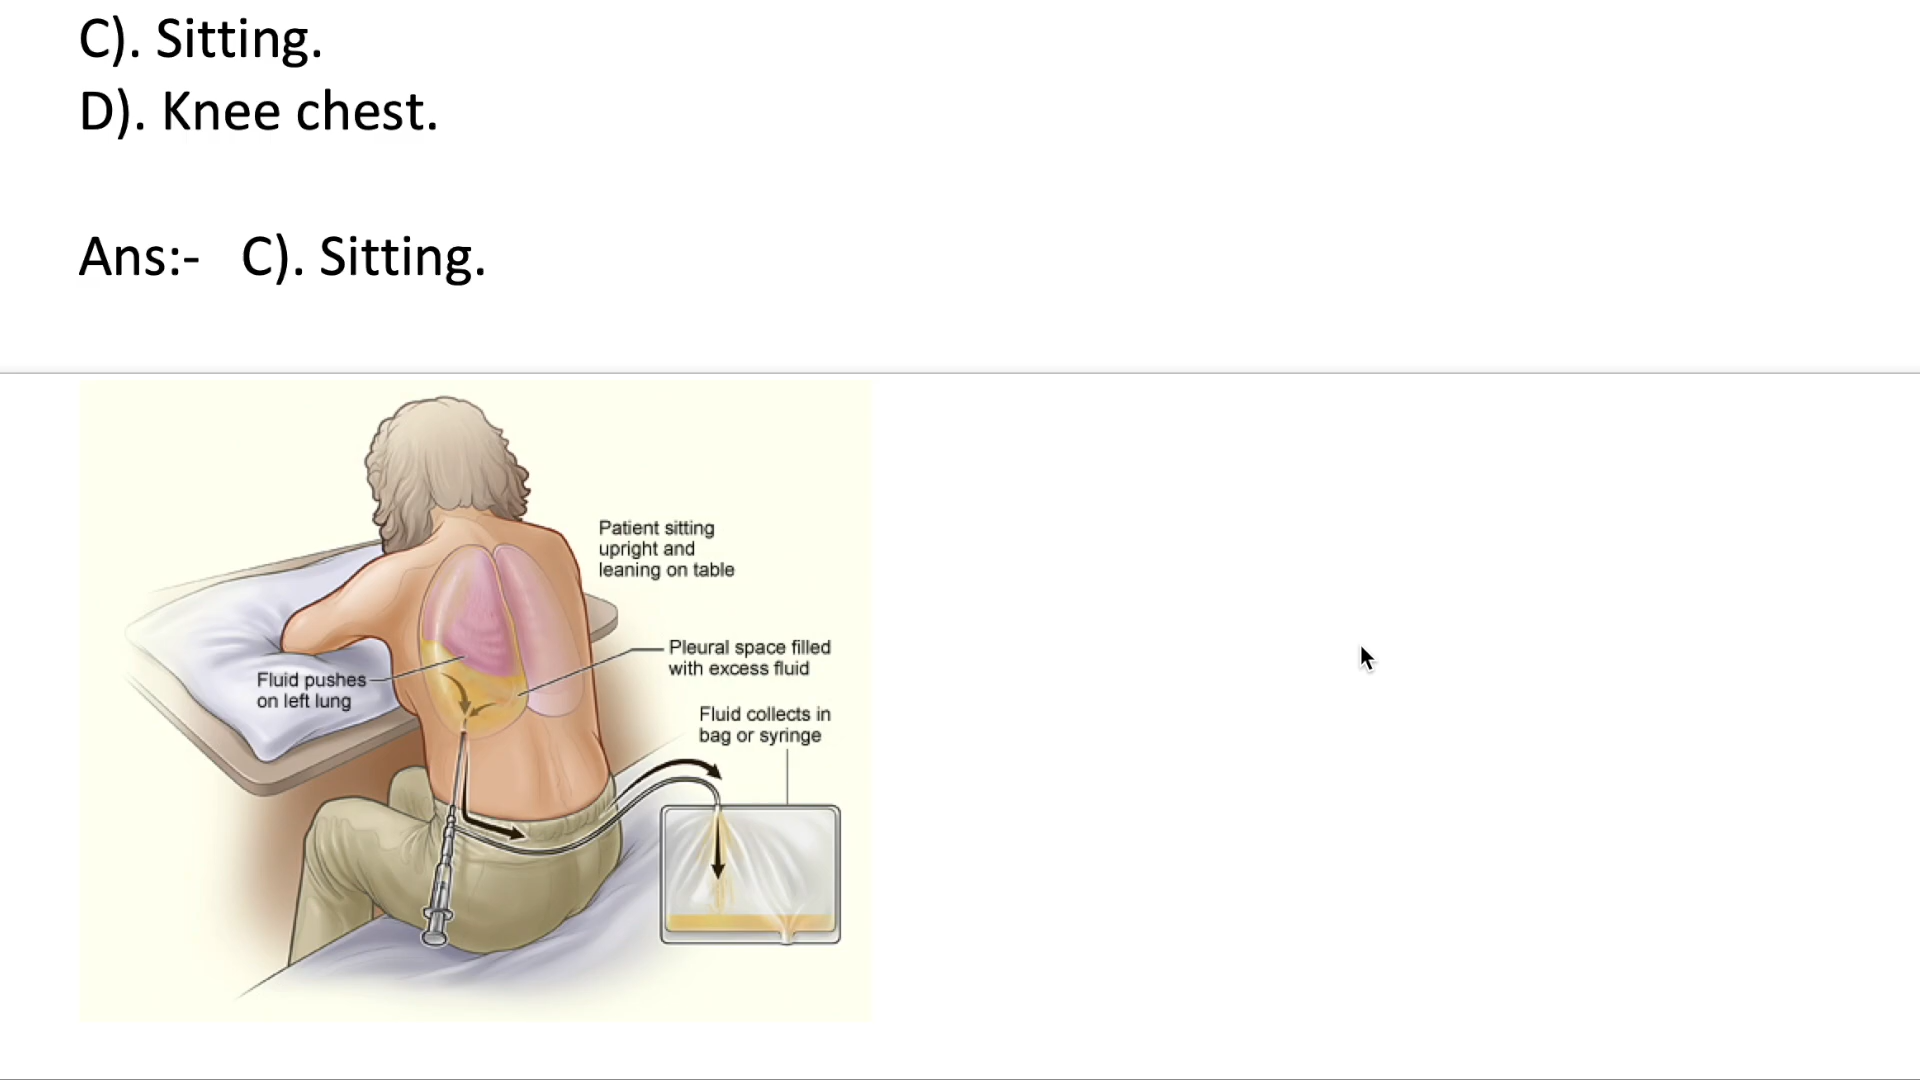 C). Sitting.
D). Knee chest.
Ans:-   C). Sitting.
Patient sitting
upright and
leaning on table
Pleural space filled
with excess fluid
Fluid pushes
on left lung
Fluid collects in
bag or syringe